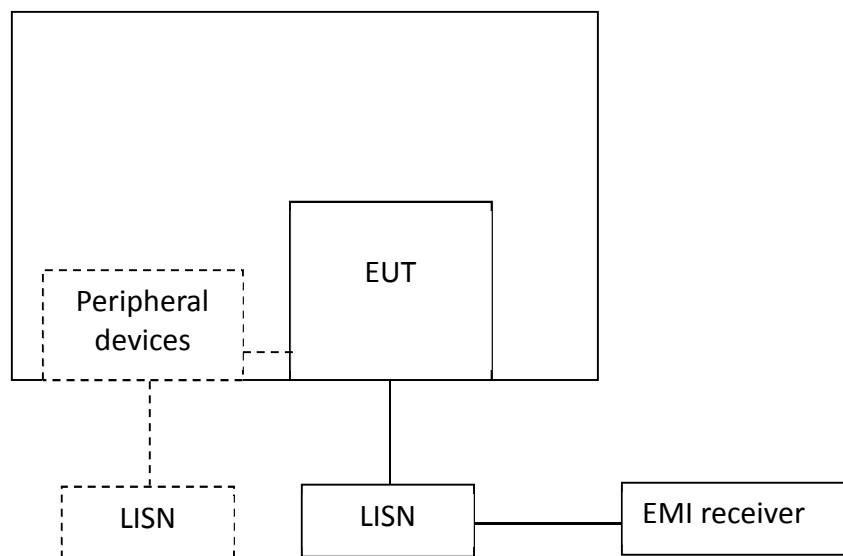 EUT
Peripheral
devices
LISN
LISN
EMI receiver